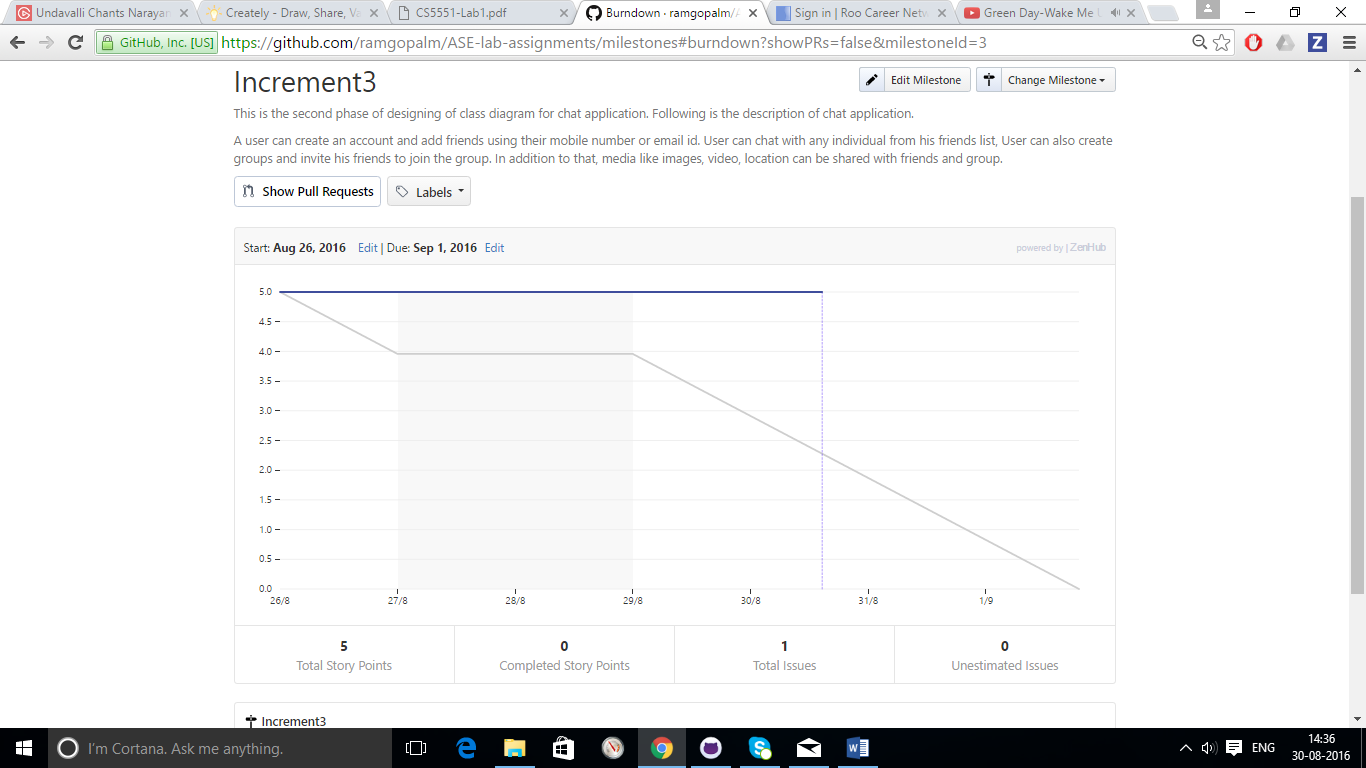 Undavalli Chants Narayan
Creately - Draw, Share, Va
CS5551-Lab1.pdf
Burndown · ramgopalm/A
Sign in | Roo Career Netw
Green Day-Wake Me U
GitHub, Inc. [US]
https://github.com/ramgopalm/ASE-lab-assignments/milestones#burndown?showPRs=false&milestoneId=3
Z
Increment3
Edit Milestone
Change Milestone
This is the second phase of designing of class diagram for chat application. Following is the description of chat application.
A user can create an account and add friends using their mobile number or email id. User can chat with any individual from his friends list, User can also create
groups and invite his friends to join the group. In addition to that, media like images, video, location can be shared with friends and group.
Show Pull Requests
Labels
Start: Aug 26, 2016 Edit | Due: Sep 1, 2016 Edit
powered by | ZenHub
5.0
4.5
4.0
3.5
3.0
2.5
2.0
1.5
1.0
0.5
0.0
26/8 27/8 28/8 29/8 30/8 31/8 1/9
5 0 1 0
Total Story Points Completed Story Points Total Issues Unestimated Issues
Increment3
I'm Cortana. Ask me anything.
ENG
14:36
30-08-2016